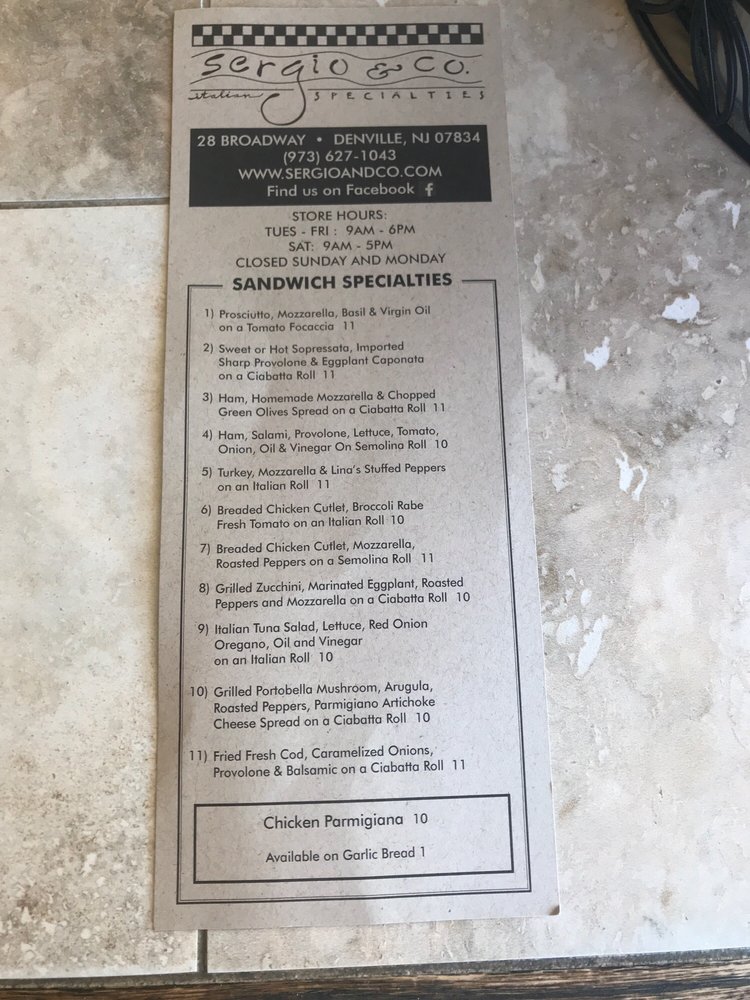 sergio & co.
italian SPECIALTIES
28 BROADWAY • DENVILLE, NJ 07834
(973) 627-1043
WWW.SERGIOANDCO.COM
Find us on Facebook f
STORE HOURS:
TUES - FRI : 9AM - 6PM
SAT: 9AM - 5PM
CLOSED SUNDAY AND MONDAY
SANDWICH SPECIALTIES
1) Prosciutto, Mozzarella, Basil & Virgin Oil
on a Tomato Focaccia 11
2) Sweet or Hot Sopressata, Imported
Sharp Provolone & Eggplant Caponata
on a Ciabatta Roll 11
3) Ham, Homemade Mozzarella & Chopped
Green Olives Spread on a Ciabatta Roll 11
4) Ham, Salami, Provolone, Lettuce, Tomato,
Onion, Oil & Vinegar On Semolina Roll 10
5) Turkey, Mozzarella & Lina's Stuffed Peppers
on an Italian Roll 11
6) Breaded Chicken Cutlet, Broccoli Rabe
Fresh Tomato on an Italian Roll 10
7) Breaded Chicken Cutlet, Mozzarella,
Roasted Peppers on a Semolina Roll 11
8) Grilled Zucchini, Marinated Eggplant, Roasted
Peppers and Mozzarella on a Ciabatta Roll 10
9) Italian Tuna Salad, Lettuce, Red Onion
Oregano, Oil and Vinegar
on an Italian Roll 10
10) Grilled Portobella Mushroom, Arugula,
Roasted Peppers, Parmigiano Artichoke
Cheese Spread on a Ciabatta Roll 10
11) Fried Fresh Cod, Caramelized Onions,
Provolone & Balsamic on a Ciabatta Roll 11
Chicken Parmigiana 10
Available on Garlic Bread 1